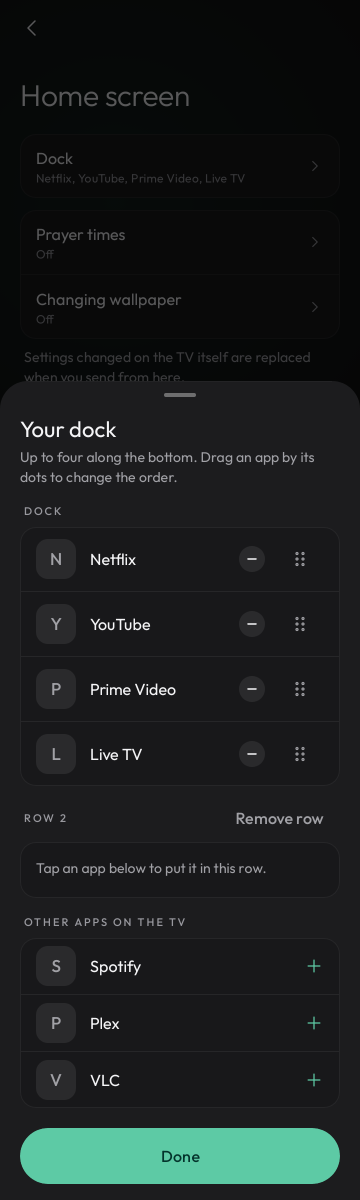 Home screen
Dock
Netflix, YouTube, Prime Video, Live TV
Prayer times
Off
Changing wallpaper
Off
Settings changed on the TV itself are replaced
when you send from here.
Your dock
Up to four along the bottom. Drag an app by its
dots to change the order.
DOCK
N Netflix
Y YouTube
P Prime Video
L Live TV
ROW 2 Remove row
Tap an app below to put it in this row.
OTHER APPS ON THE TV
S Spotify
P Plex
V VLC
Done